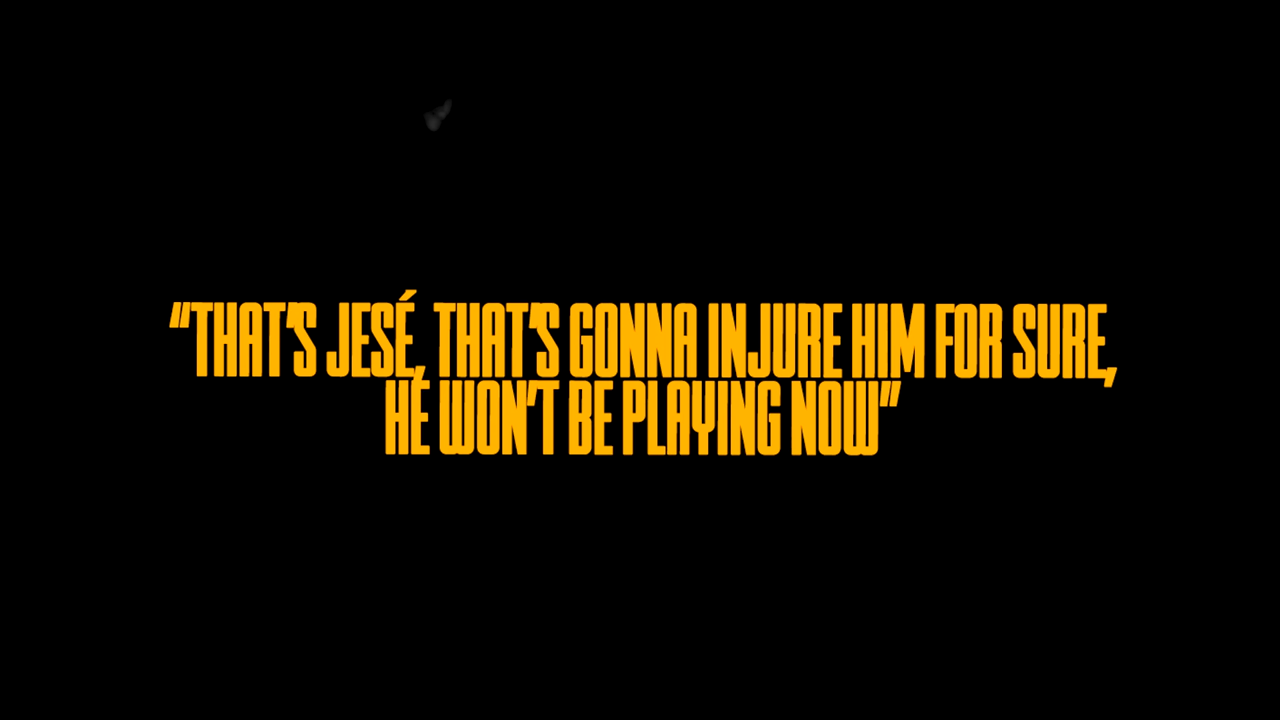 "THAT'S JESÉ, THAT'S GONNA INJURE HIM FOR SURE,
HE WON'T BE PLAYING NOW"